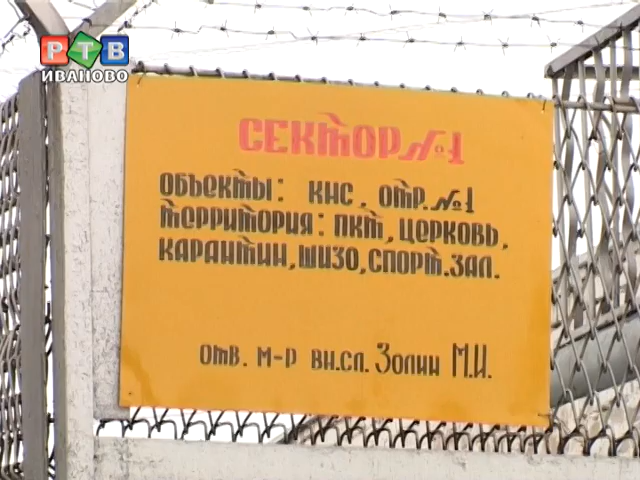 РТВ
ИВАНОВО
СЕКТОР №1
ОБЪЕКТЫ: КНС, ОТР. №1
ТЕРРИТОРИЯ: ПКТ, ЦЕРКОВЬ,
КАРАНТИН, ШИЗО, СПОРТ. ЗАЛ.
ОТВ. М-Р ВН.СЛ. ЗОЛИН М.И.